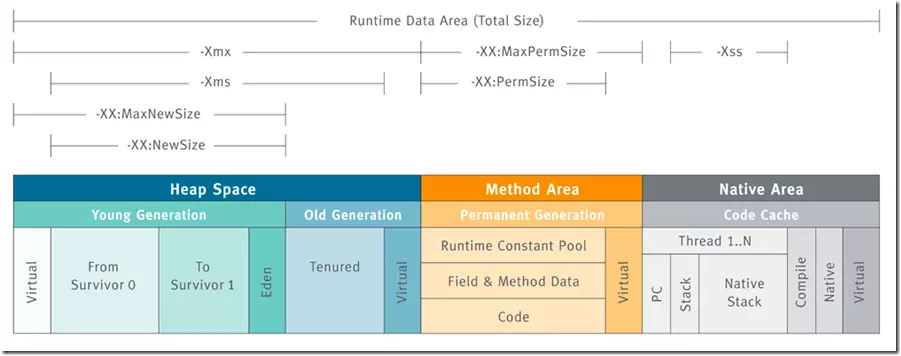 Runtime Data Area (Total Size)
-Xmx
-XX:MaxPermSize
-Xss
-Xms
-XX:PermSize
-XX:MaxNewSize
-XX:NewSize
Heap Space
Method Area
Native Area
Young Generation
Old Generation
Permanent Generation
Code Cache
Virtual
From
Survivor 0
To
Survivor 1
Eden
Tenured
Virtual
Runtime Constant Pool
Field & Method Data
Code
Virtual
Thread 1..N
PC
Stack
Native
Stack
Compile
Native
Virtual